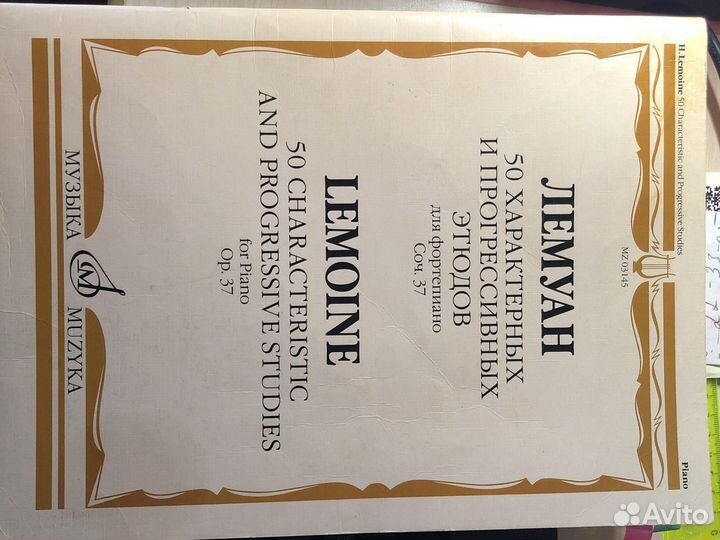 H. Lemoine 50 Characteristic and Progressive Studies
Piano
MZ 03145
ЛЕМУАН
50 ХАРАКТЕРНЫХ
И ПРОГРЕССИВНЫХ
ЭТЮДОВ
для фортепиано
Соч. 37
LEMOINE
50 CHARACTERISTIC
AND PROGRESSIVE STUDIES
for Piano
Op. 37
МУЗЫКА
MUZYKA
Avito